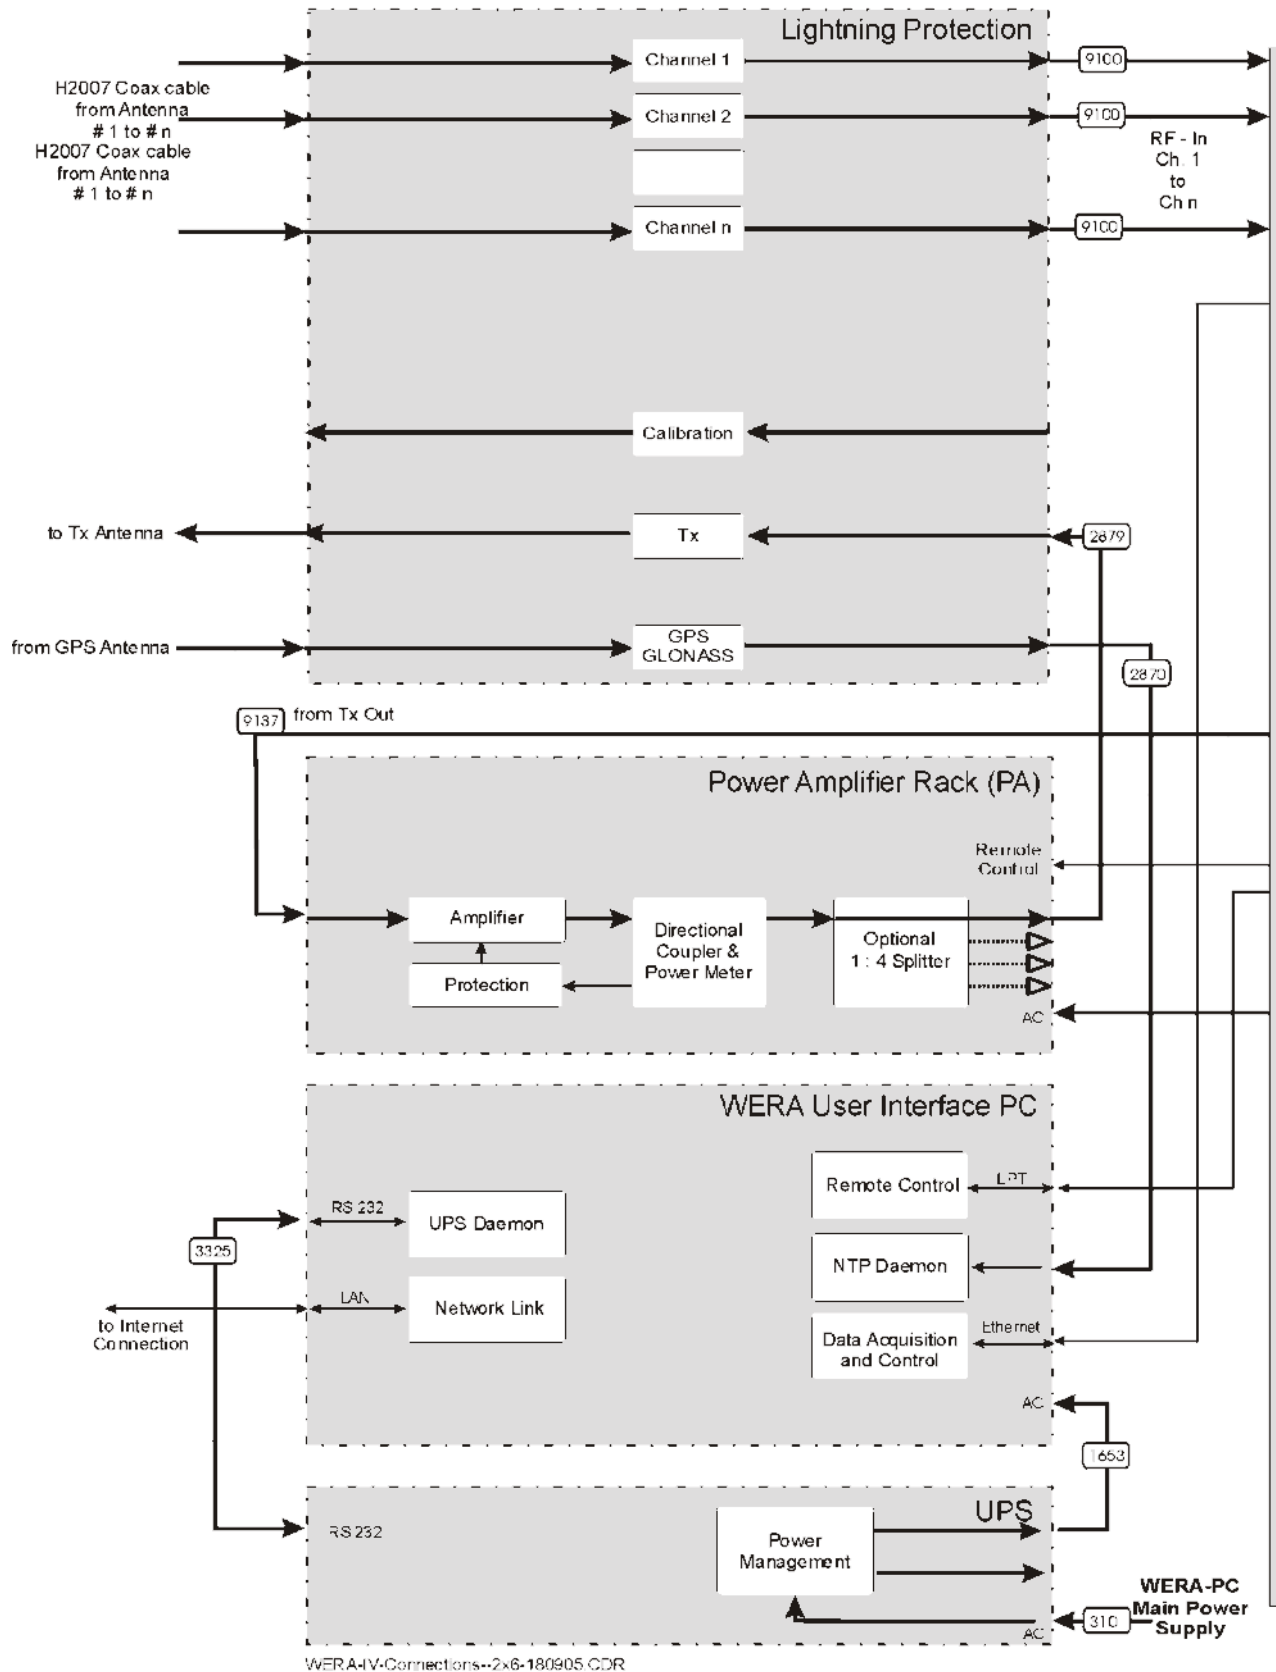 Lightning Protection
Channel 1
9100
H2007 Coax cable
from Antenna
# 1 to # n
H2007 Coax cable
from Antenna
# 1 to # n
Channel 2
9100
RF - In
Ch. 1
to
Ch n
Channel n
9100
Calibration
to Tx Antenna
Tx
2879
from GPS Antenna
GPS
GLONASS
2870
9137
from Tx Out
Power Amplifier Rack (PA)
Remote
Control
Amplifier
Directional
Coupler &
Power Meter
Optional
1 : 4 Splitter
Protection
AC
WERA User Interface PC
Remote Control
LPT
RS 232
UPS Daemon
3325
NTP Daemon
LAN
Network Link
to Internet
Connection
Data Acquisition
and Control
Ethernet
AC
1653
UPS
RS 232
Power
Management
WERA-PC
Main Power
Supply
310
AC
WERA-IV-Connections--2x6-180905.CDR